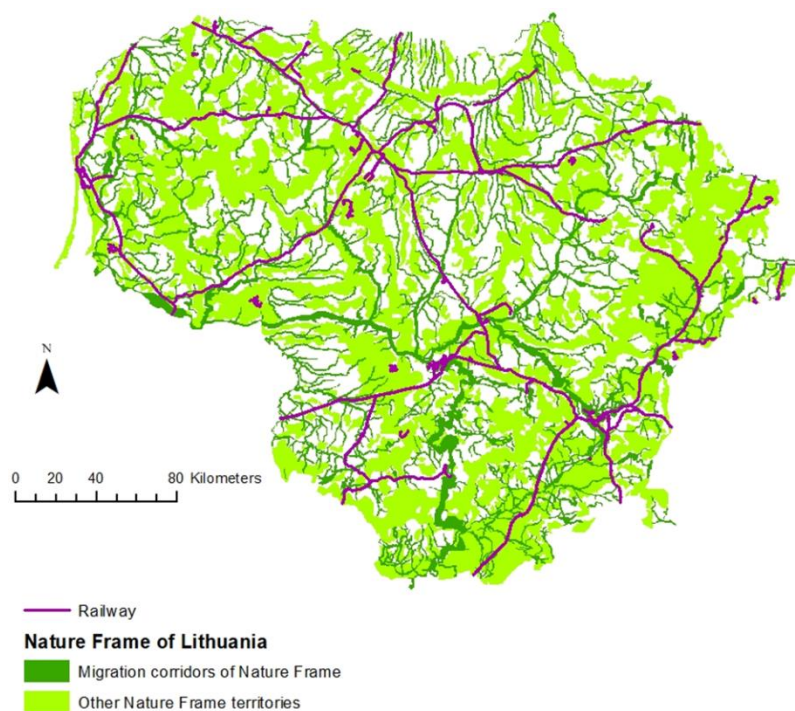 N
0 20 40 80 Kilometers
Railway
Nature Frame of Lithuania
Migration corridors of Nature Frame
Other Nature Frame territories